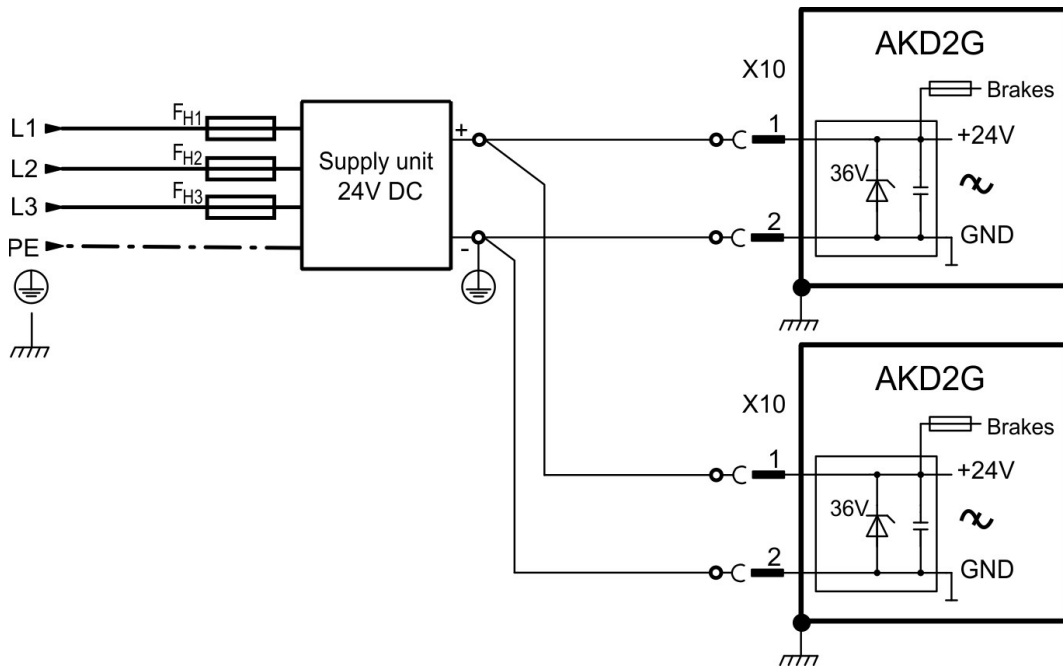 L1
L2
L3
PE
FH1
FH2
FH3
Supply unit
24V DC
+
-
X10
1
2
AKD2G
Brakes
+24V
36V
GND
X10
1
2
AKD2G
Brakes
+24V
36V
GND